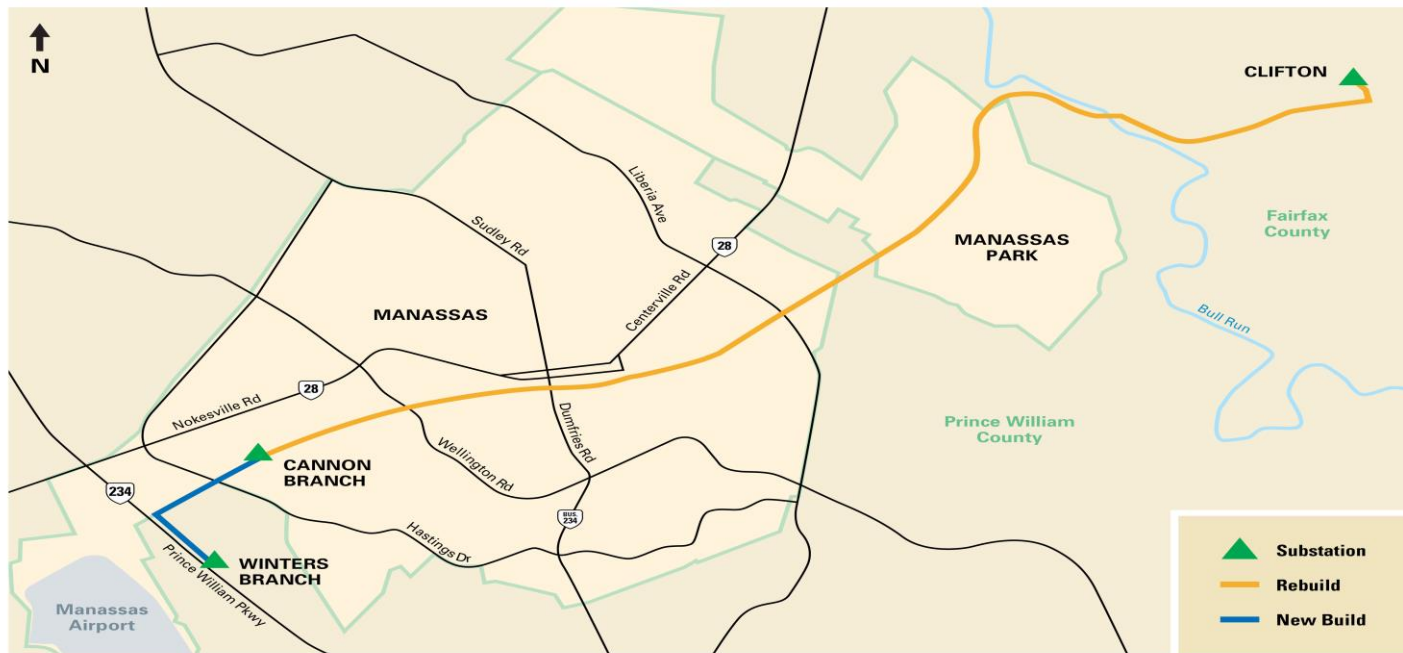 N
CLIFTON
Liberia Ave
Sudley Rd
28
Centerville Rd
MANASSAS
PARK
Fairfax
County
MANASSAS
Bull Run
28
Nokesville Rd
Dumfries Rd
Prince William
County
Wellington Rd
CANNON
BRANCH
234
BUS.
234
Hastings Dr
WINTERS
BRANCH
Prince William Pkwy
Manassas
Airport
Substation
Rebuild
New Build